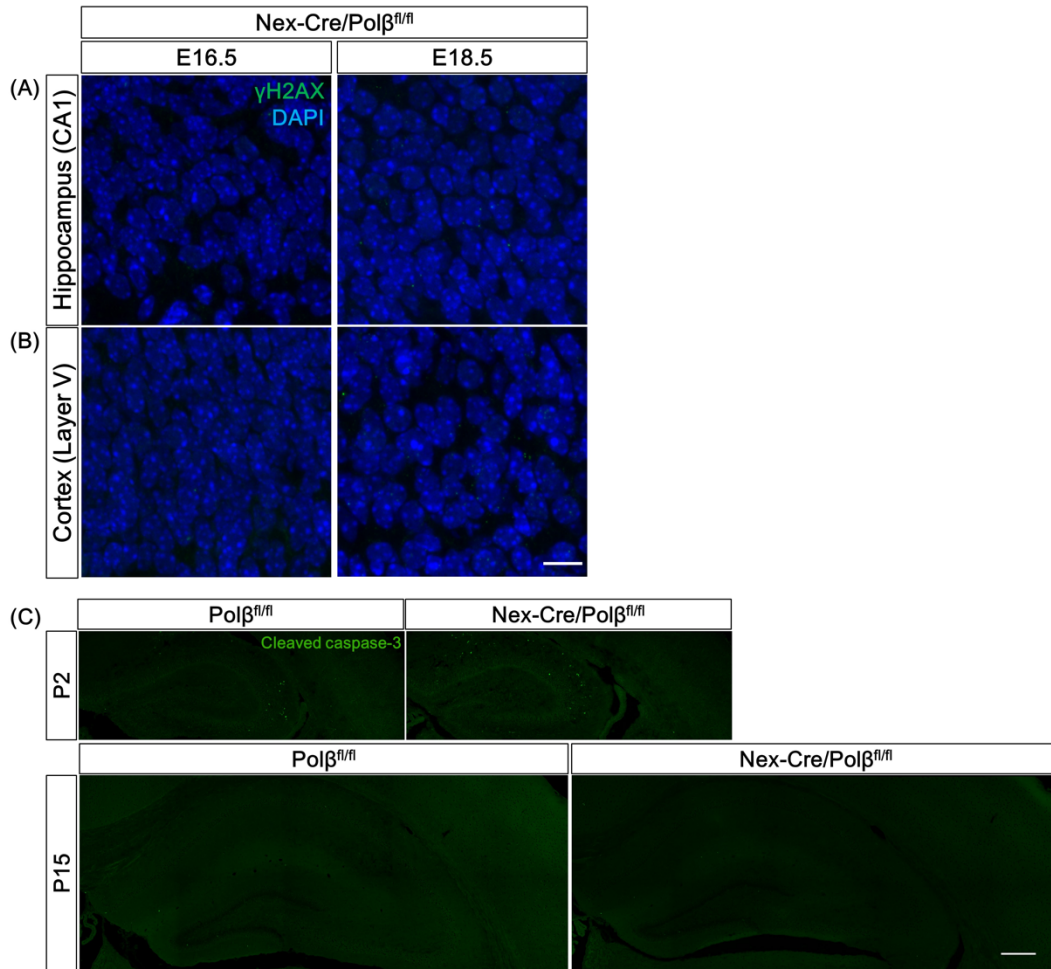 Nex-Cre/Polβfl/fl
E16.5
E18.5
(A)
Hippocampus (CA1)
γH2AX
DAPI
(B)
Cortex (Layer V)
(C)
Polβfl/fl
Nex-Cre/Polβfl/fl
P2
Cleaved caspase-3
Polβfl/fl
Nex-Cre/Polβfl/fl
P15